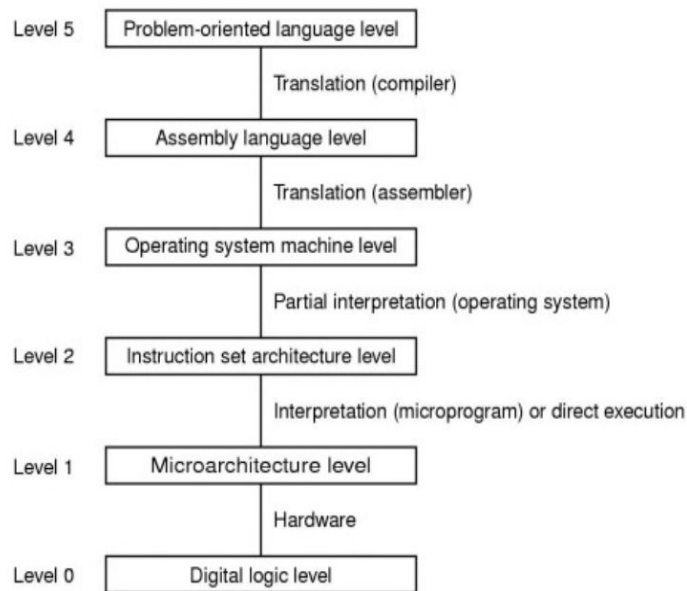 Level 5 Problem-oriented language level
Translation (compiler)
Level 4 Assembly language level
Translation (assembler)
Level 3 Operating system machine level
Partial interpretation (operating system)
Level 2 Instruction set architecture level
Interpretation (microprogram) or direct execution
Level 1 Microarchitecture level
Hardware
Level 0 Digital logic level